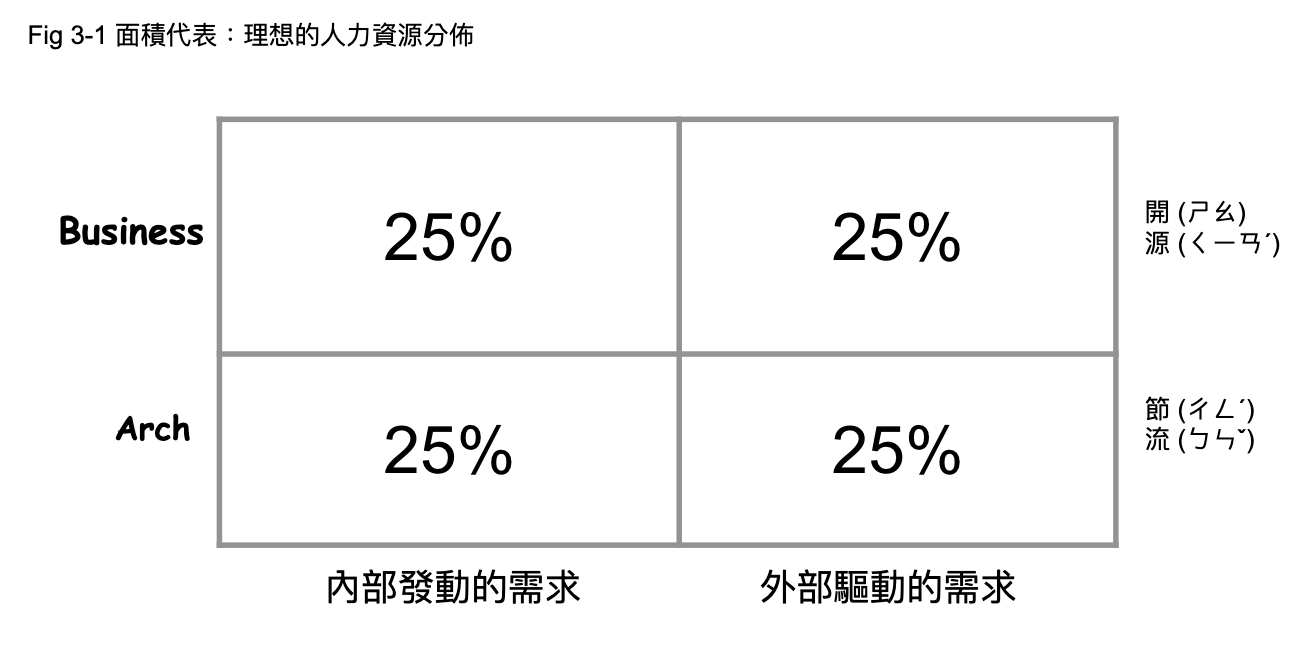 Fig 3-1 面積代表：理想的人力資源分佈
Business
25%
25%
開 (ㄕㄠ)
源 (ㄑㄧㄢˊ)
Arch
25%
25%
節 (ㄔㄥˊ)
流 (ㄅㄣˇ)
內部發動的需求
外部驅動的需求